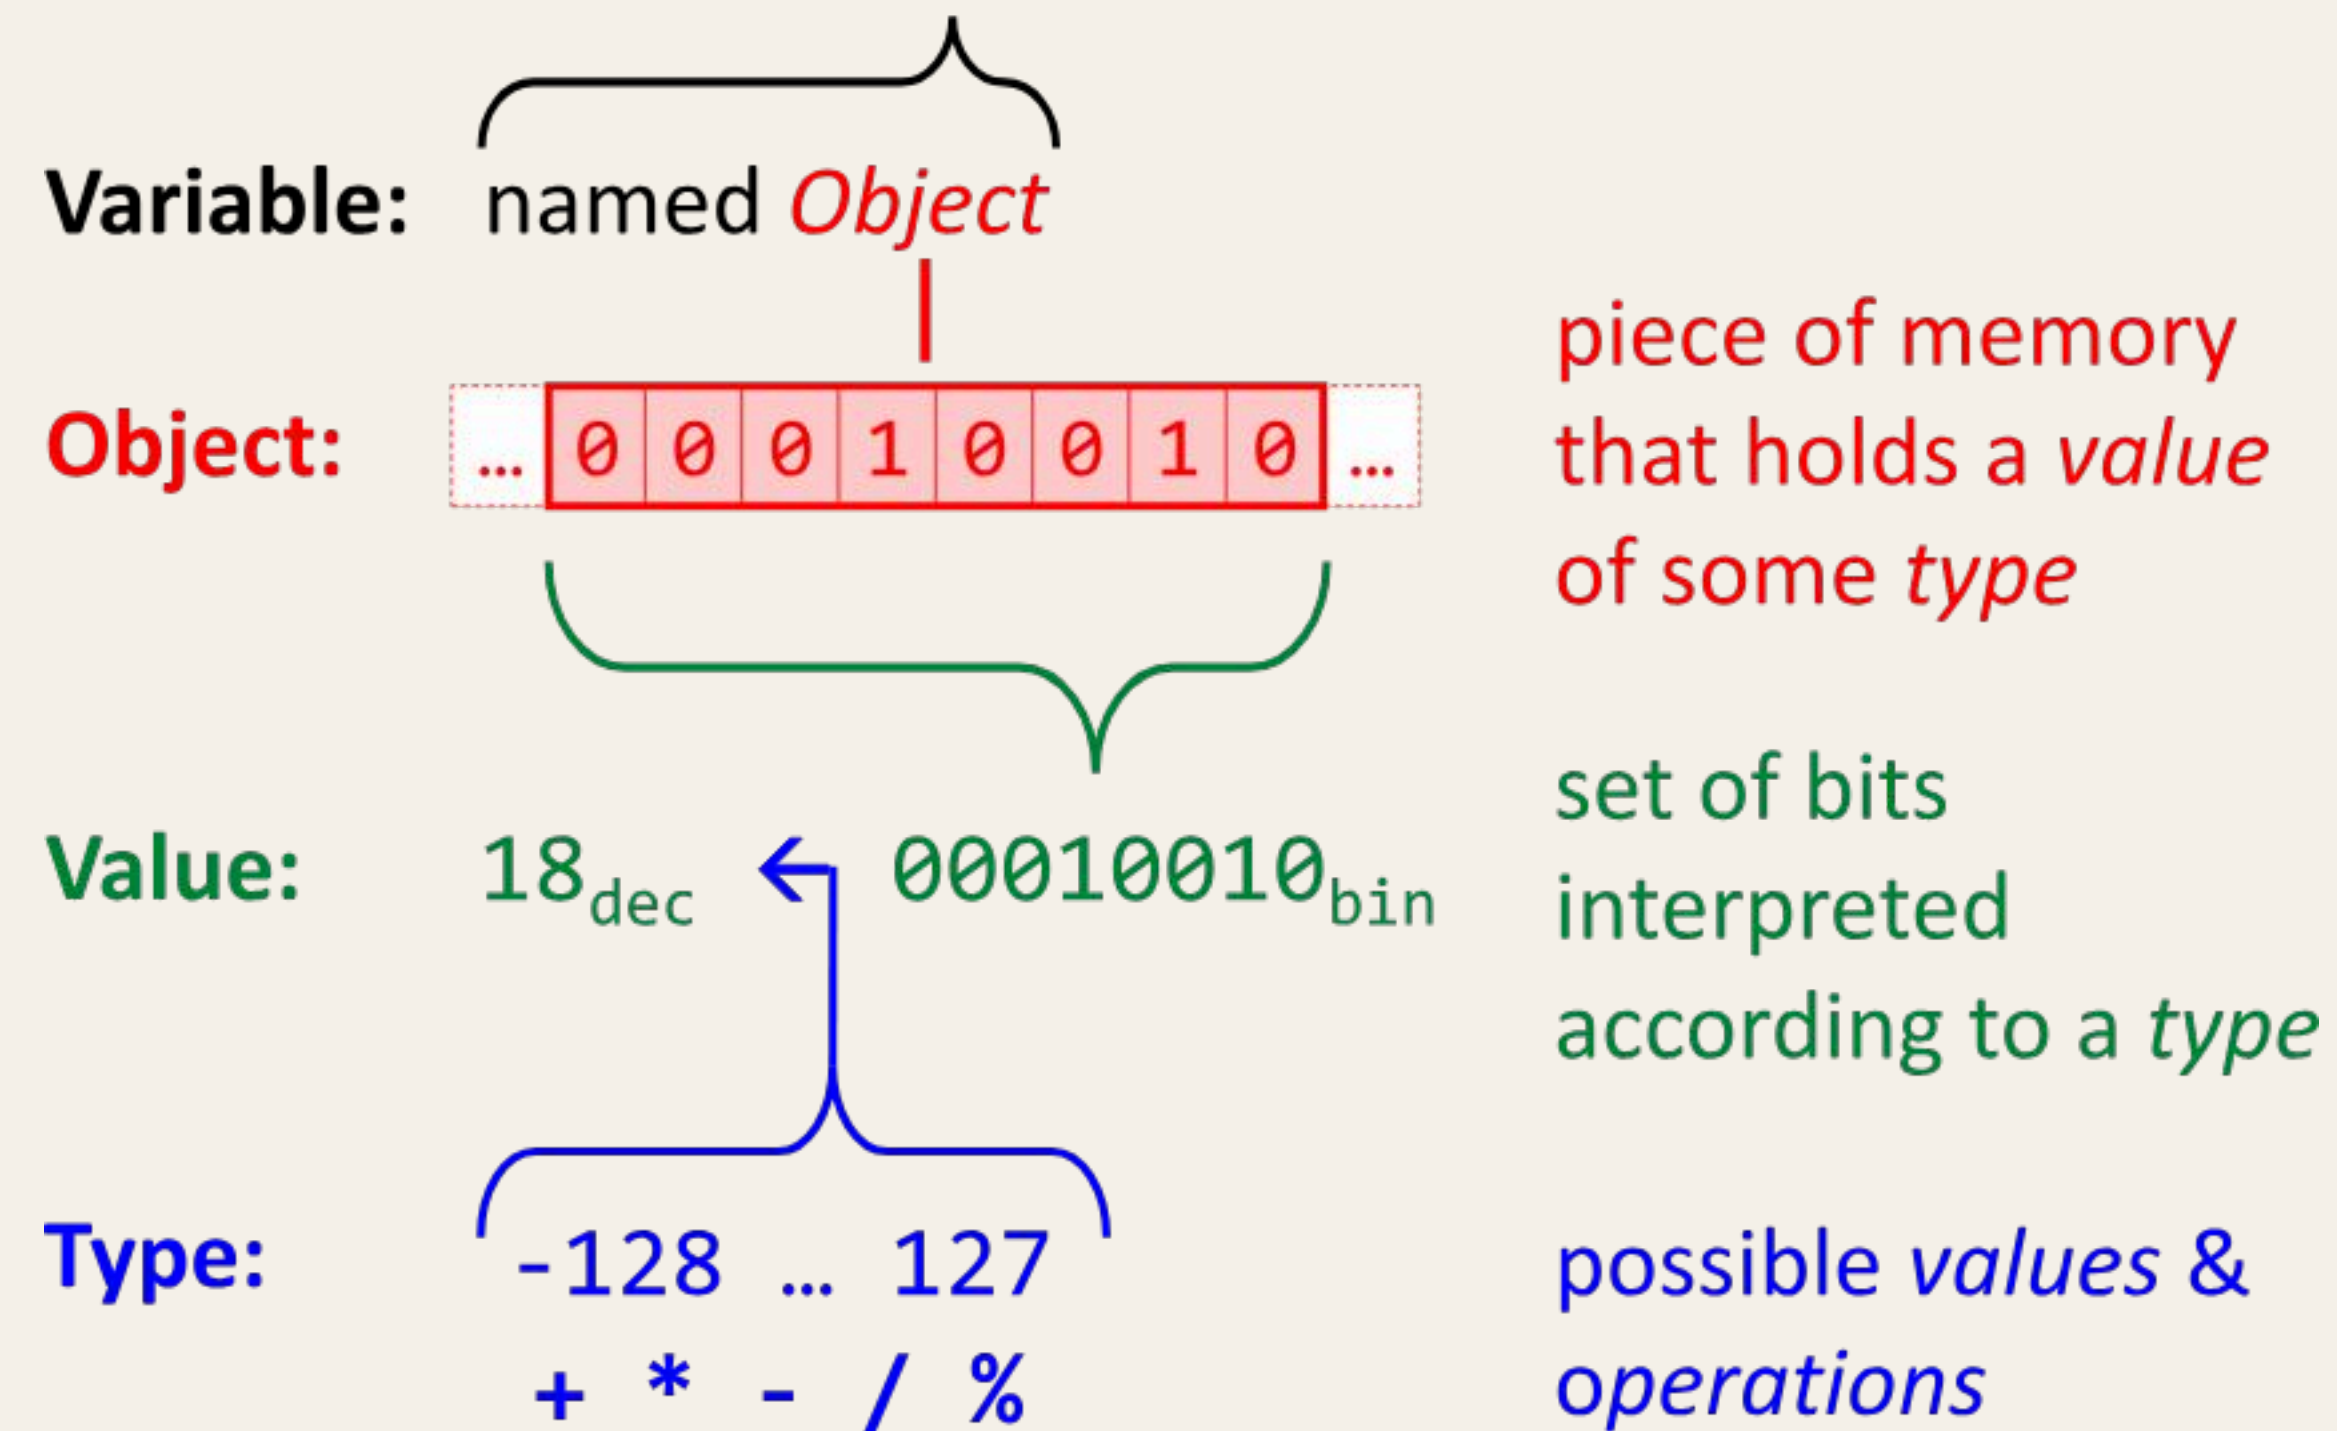 Variable: named Object
piece of memory
Object: … 0 0 0 1 0 0 1 0 … that holds a value
of some type
set of bits
Value: 18dec 00010010bin interpreted
according to a type
Type: -128 … 127 possible values &
+ * - / % operations